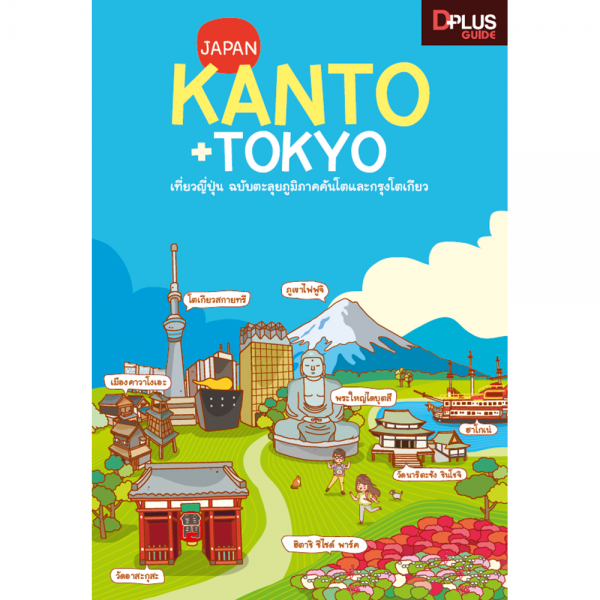 DPLUS
GUIDE
JAPAN
KANTO
+TOKYO
เที่ยวญี่ปุ่น ฉบับตะลุยภูมิภาคคันโตและกรุงโตเกียว
โตเกียวสกายทรี
ภูเขาไฟฟูจิ
เมืองคาวาโงเอะ
พระใหญ่ไดบุตสึ
ฮาโกเน่
วัดนาริตะซัง ชินโชจิ
ฮิตาชิ ซีไซด์ พาร์ค
วัดอาสะกุสะ